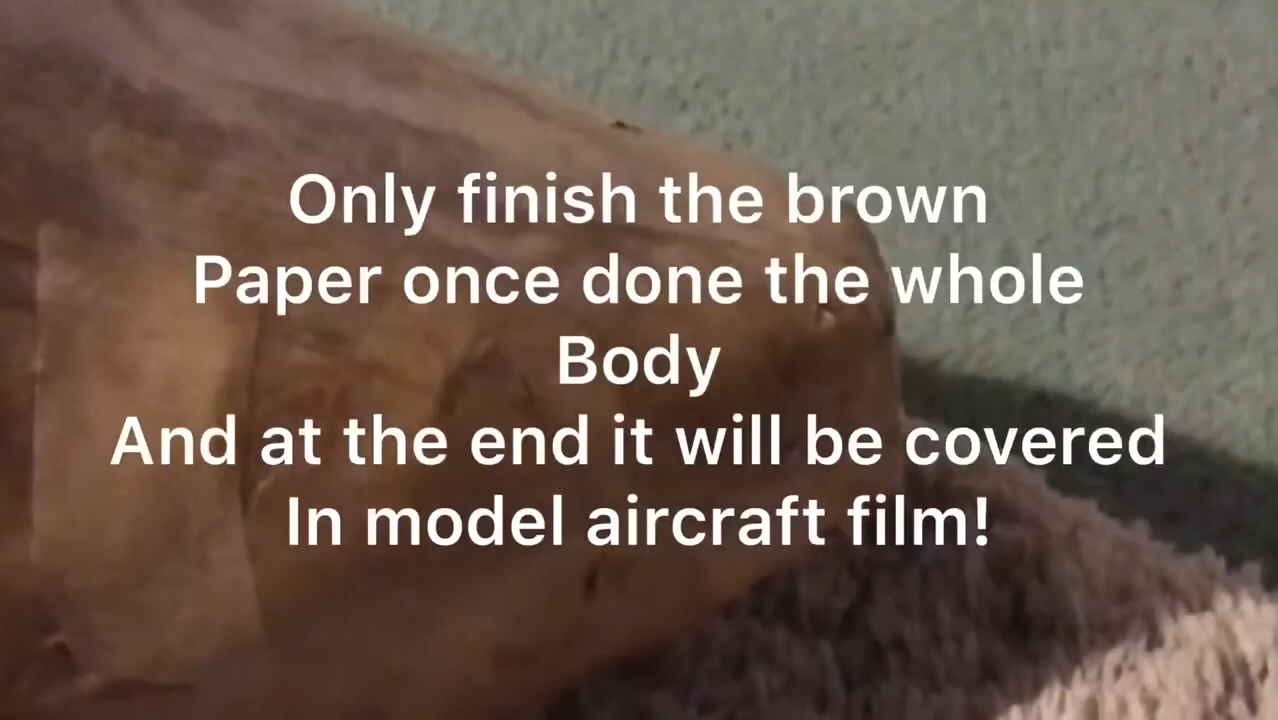 Only finish the brown
Paper once done the whole
Body
And at the end it will be covered
In model aircraft film!